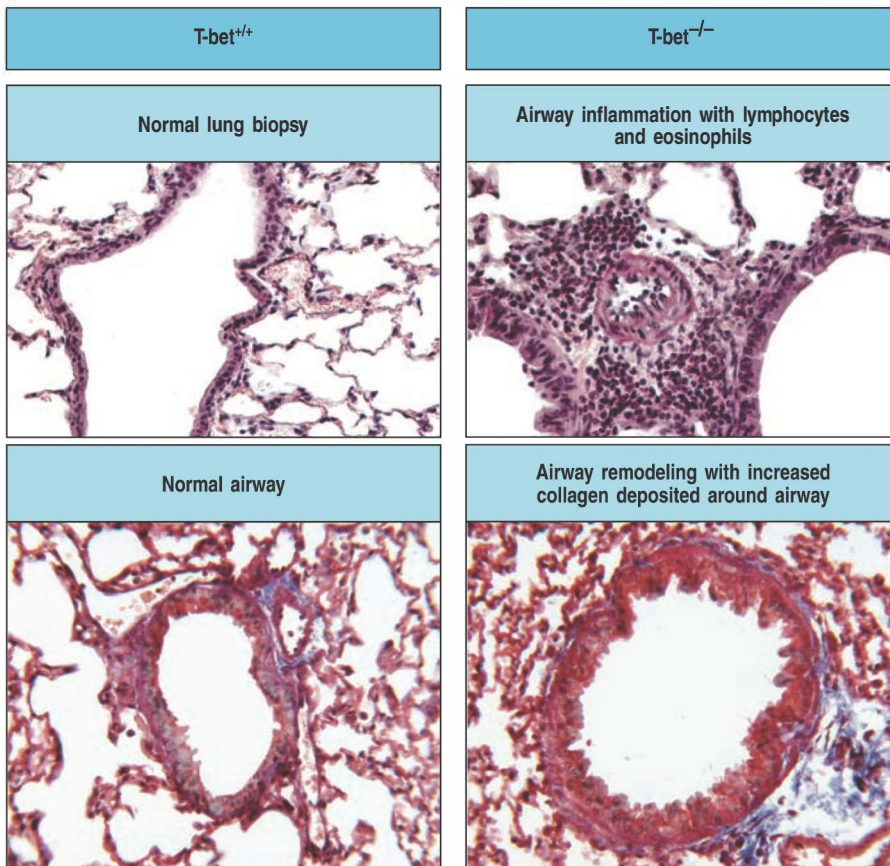 T-bet+/+
T-bet−/−
Normal lung biopsy
Airway inflammation with lymphocytes
and eosinophils
Normal airway
Airway remodeling with increased
collagen deposited around airway